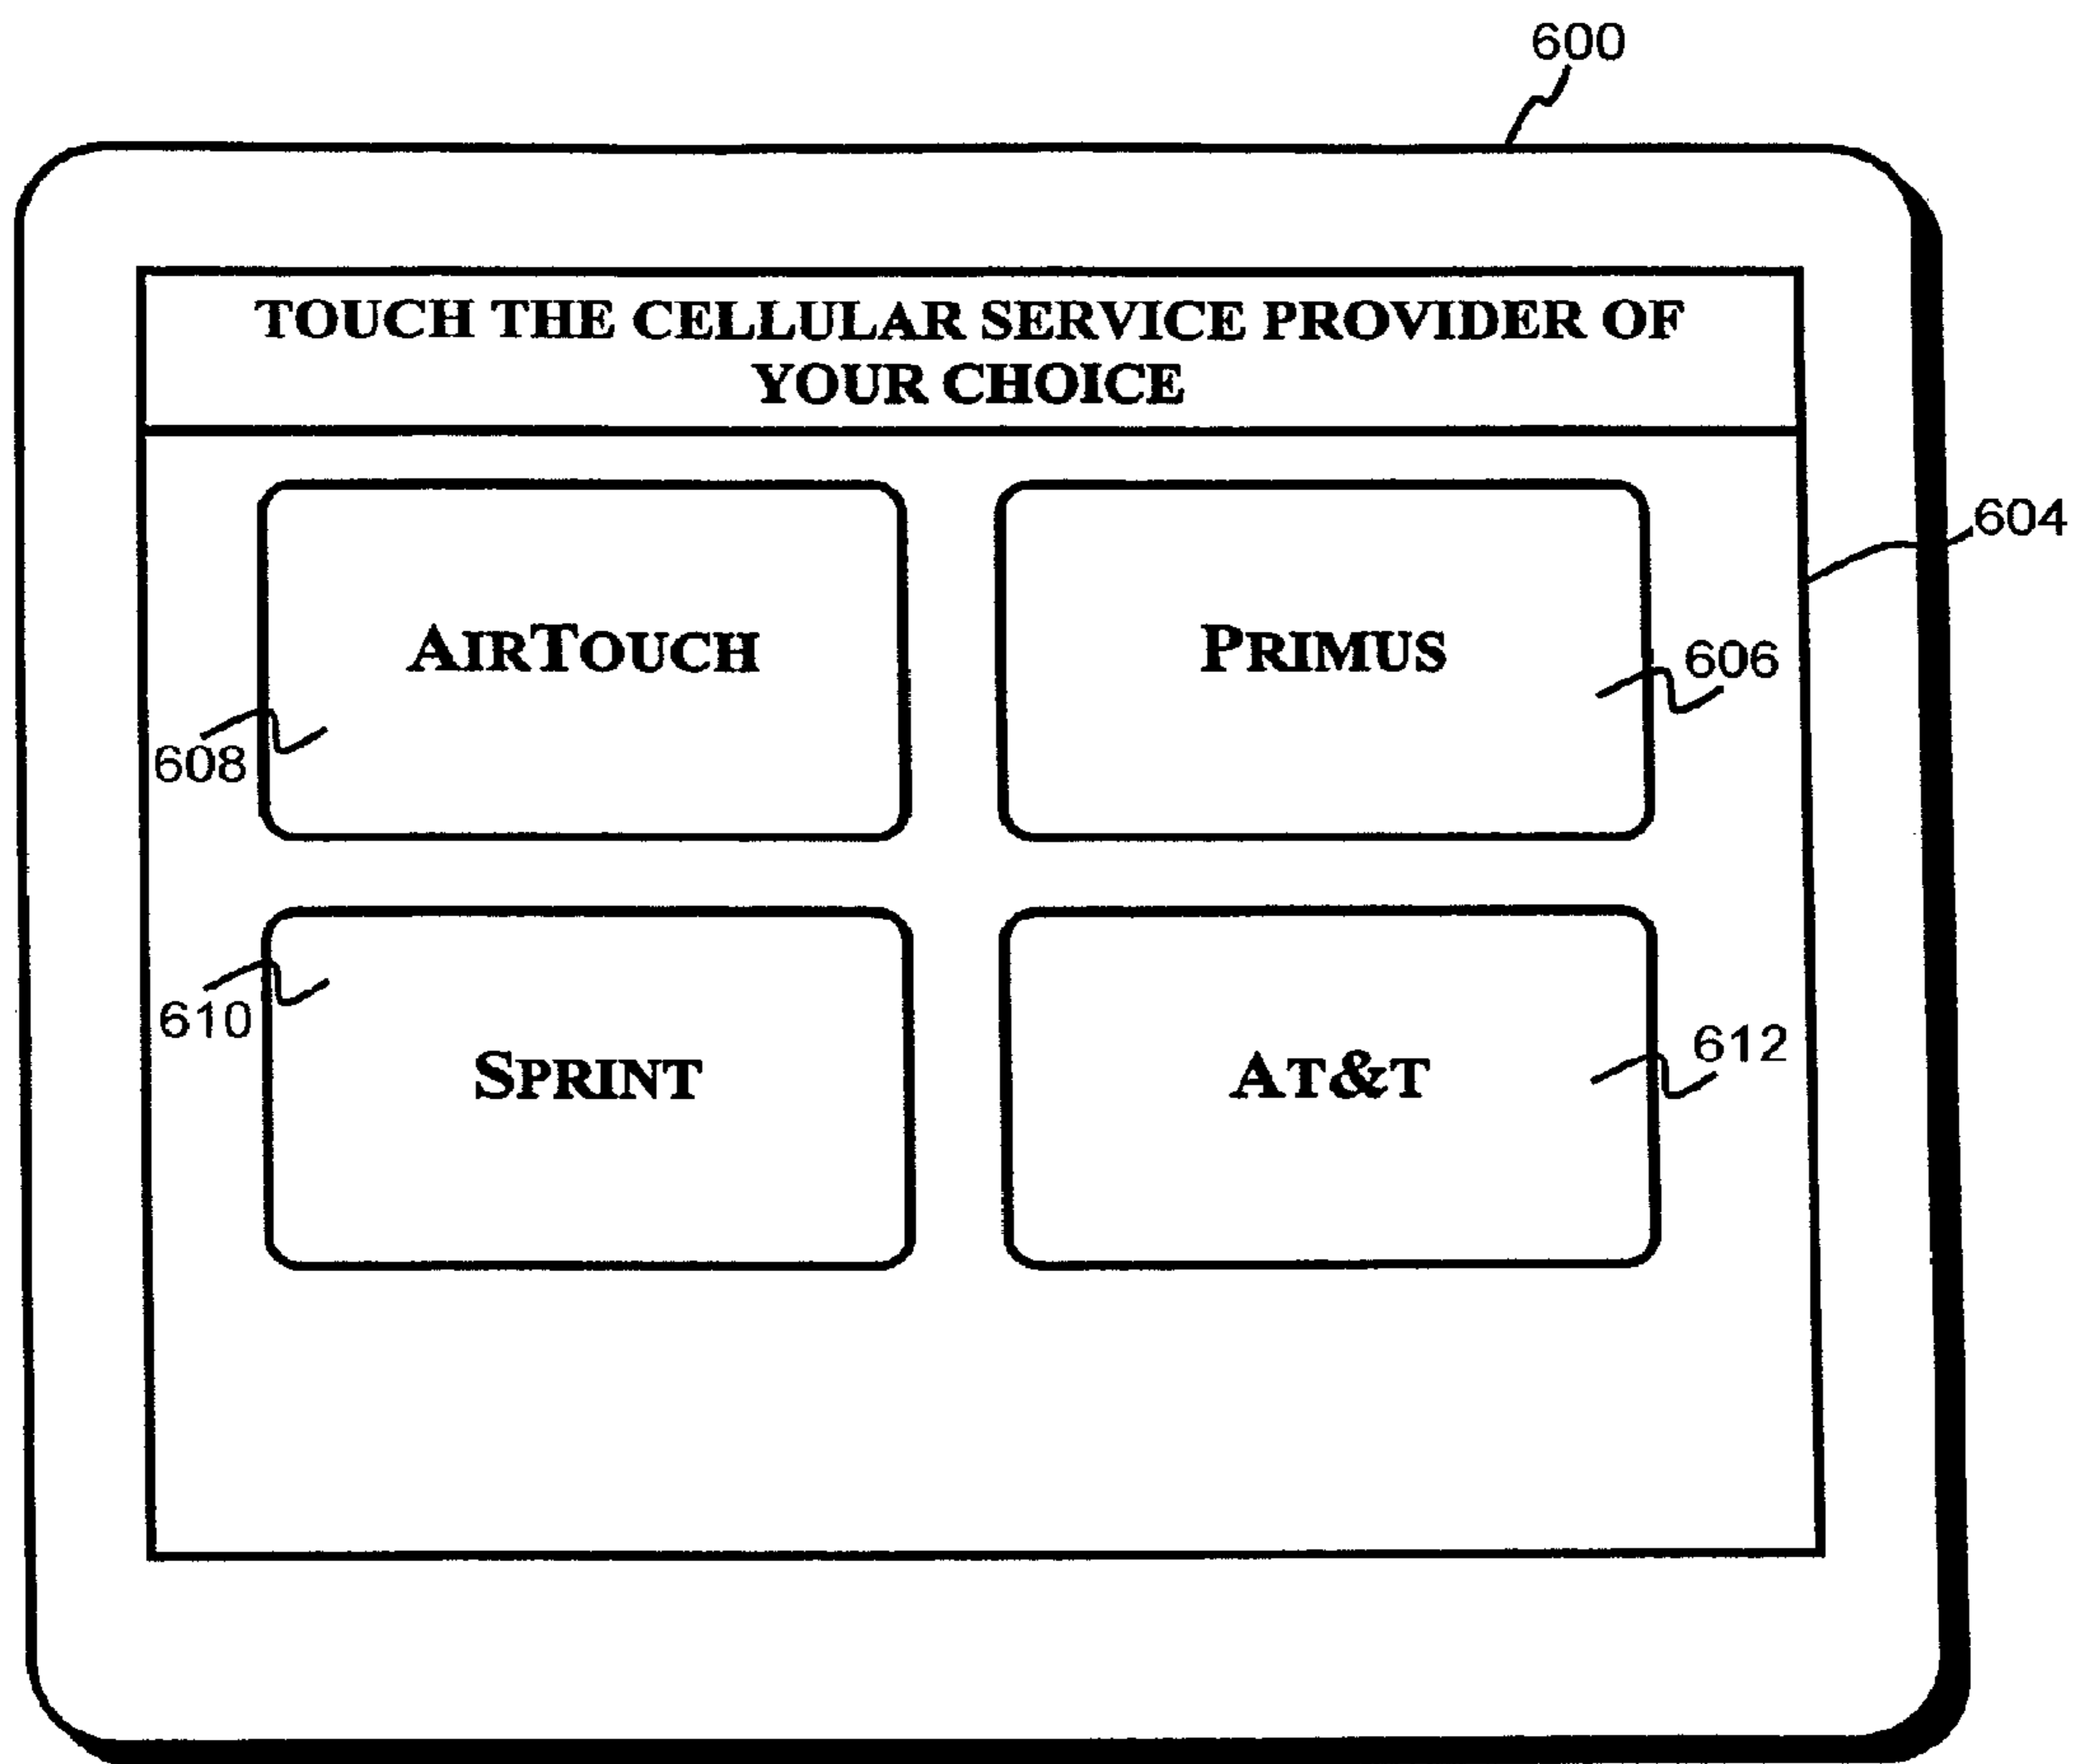 600
TOUCH THE CELLULAR SERVICE PROVIDER OF
YOUR CHOICE
604
AIRTOUCH
PRIMUS
606
608
610
SPRINT
AT&T
612